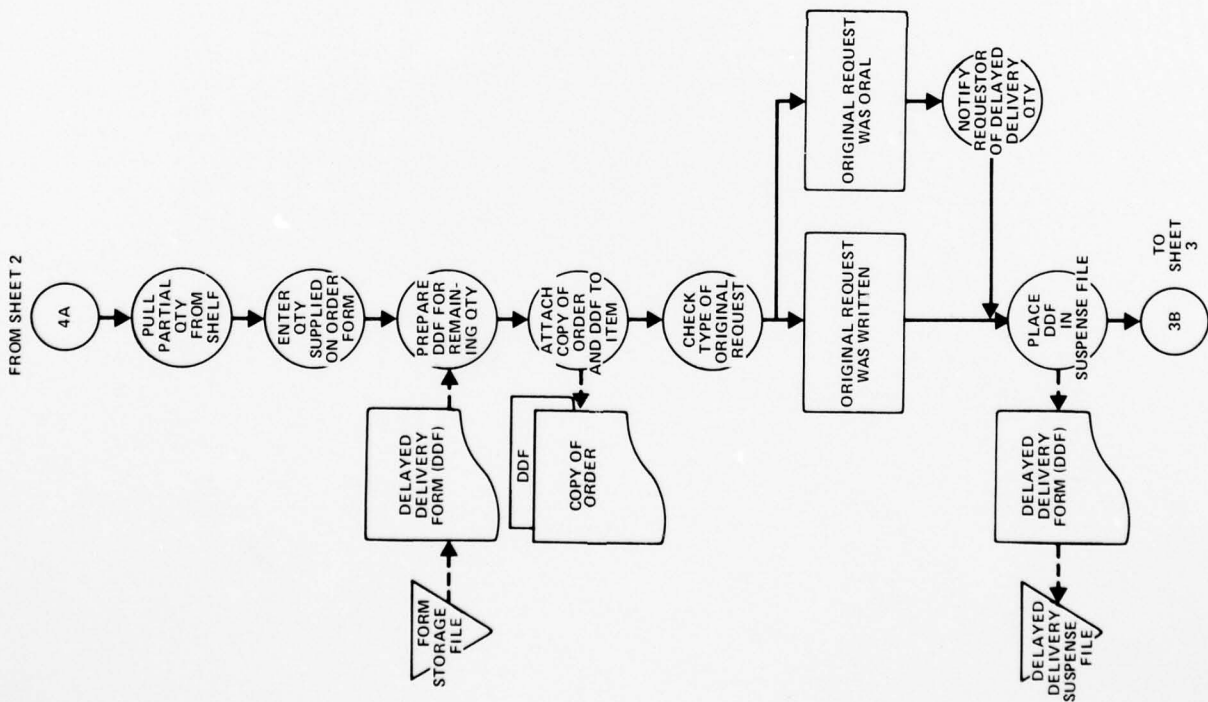 FROM SHEET 2
4A
PULL
PARTIAL
QTY
FROM
SHELF
ENTER
QTY
SUPPLIED
ON ORDER
FORM
FORM
STORAGE
FILE
DELAYED
DELIVERY
FORM (DDF)
PREPARE
DDF FOR
REMAIN-
ING QTY
DDF
COPY OF
ORDER
ATTACH
COPY OF
ORDER
AND DDF TO
ITEM
CHECK
TYPE OF
ORIGINAL
REQUEST
ORIGINAL REQUEST
WAS WRITTEN
ORIGINAL REQUEST
WAS ORAL
NOTIFY
REQUESTOR
OF DELAYED
DELIVERY
QTY
DELAYED
DELIVERY
SUSPENSE
FILE
DELAYED
DELIVERY
FORM (DDF)
PLACE
DDF
IN
SUSPENSE FILE
3B
TO
SHEET
3